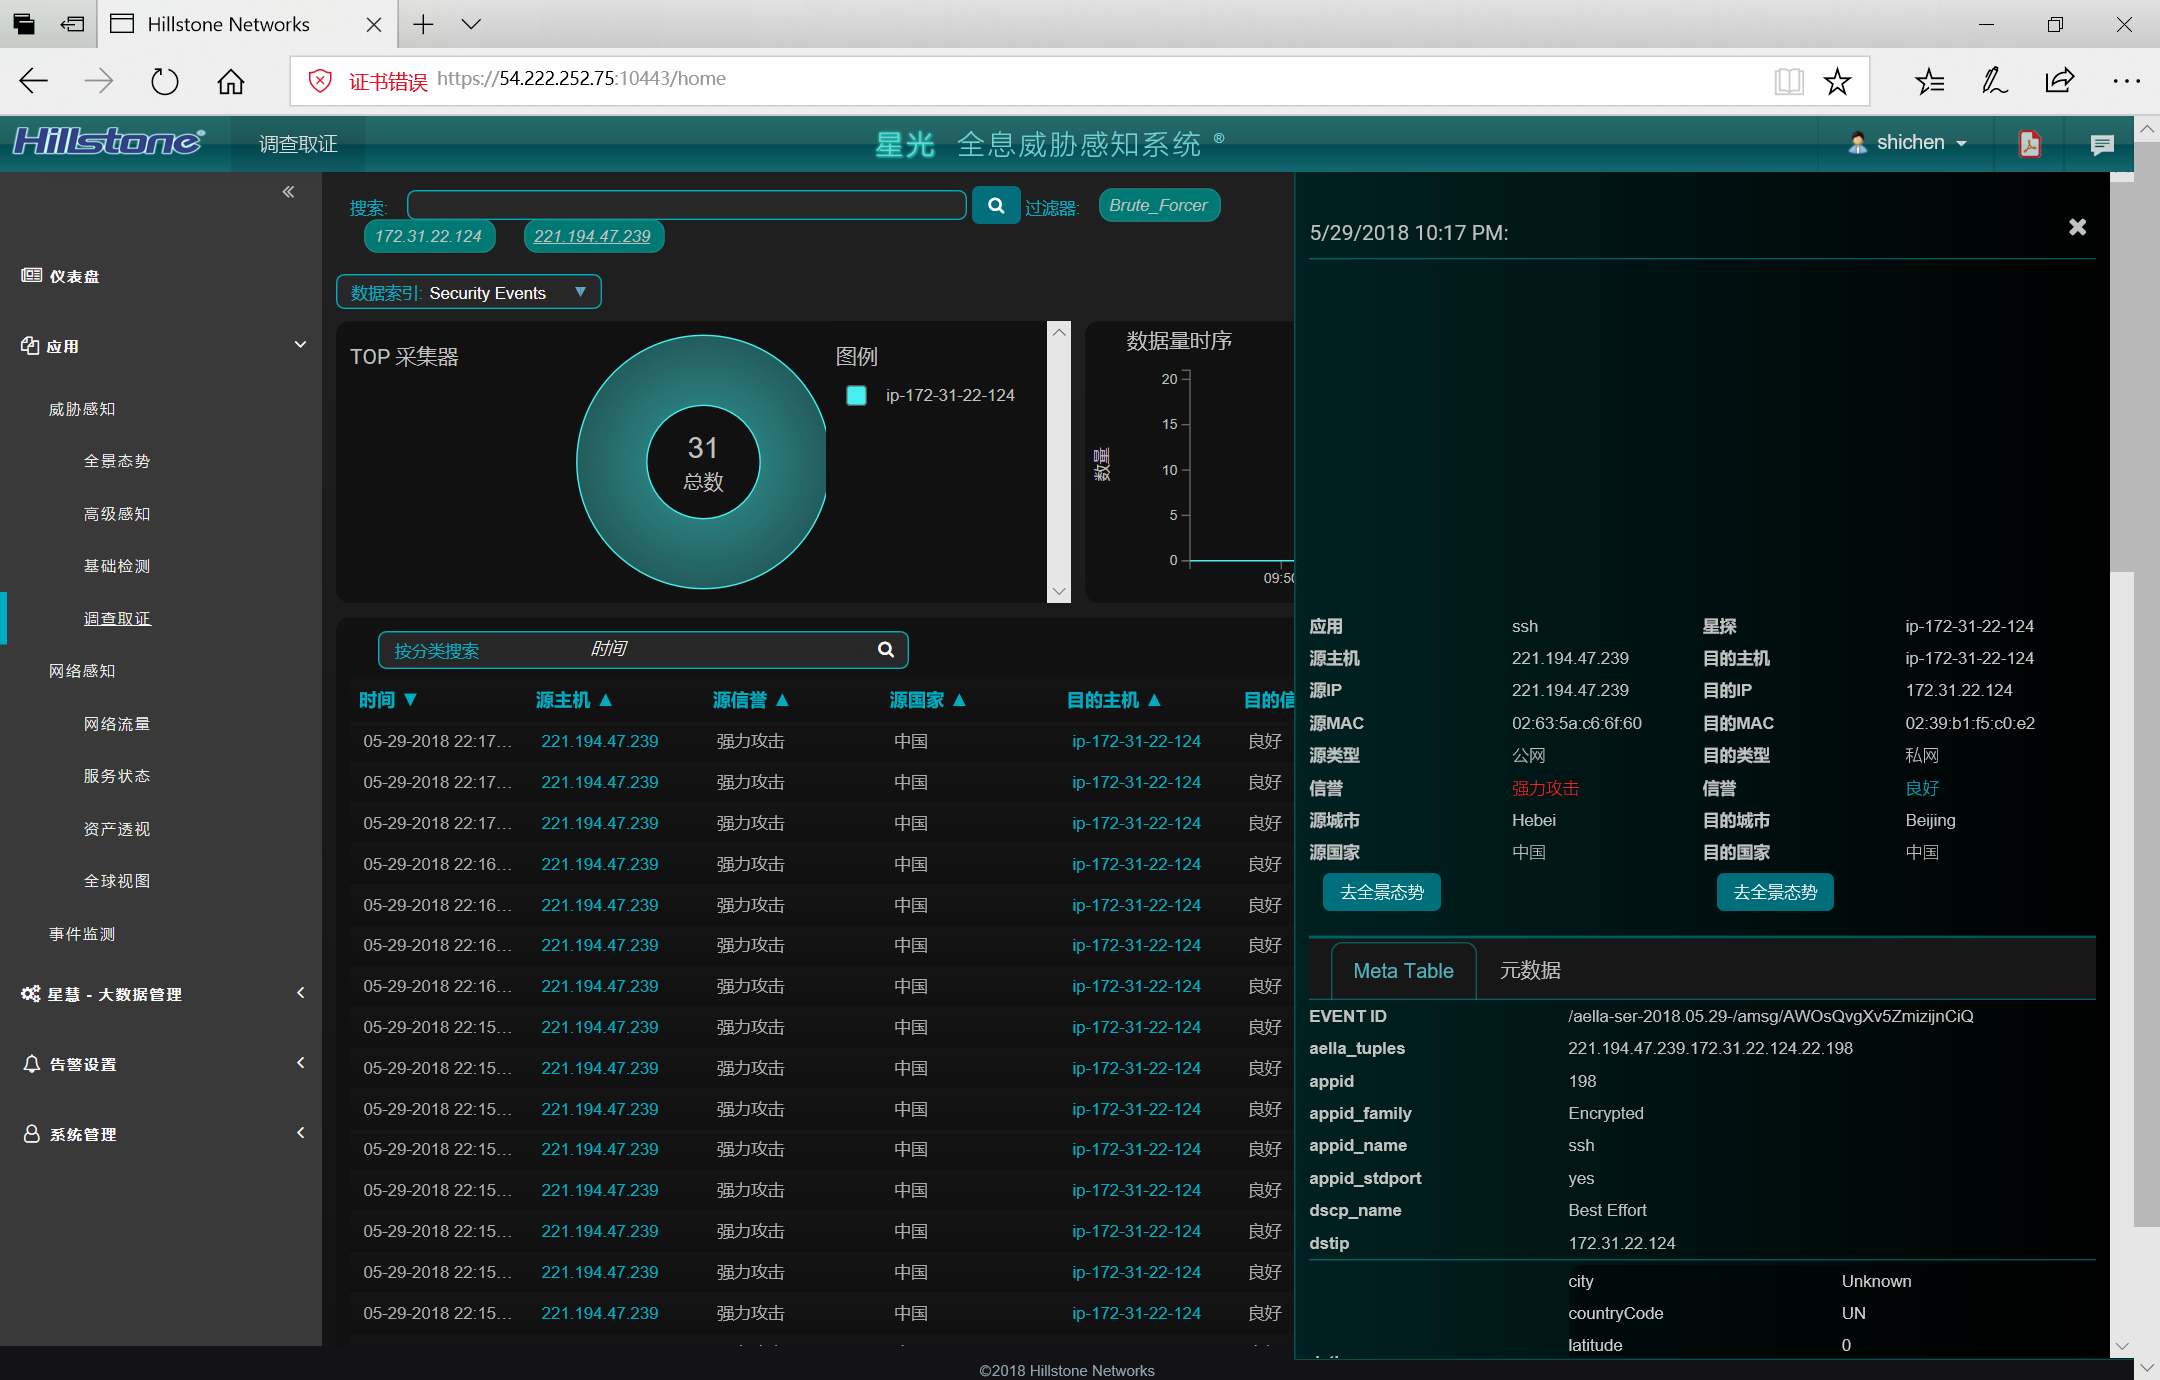 Hillstone Networks
证书错误 https://54.222.252.75:10443/home
Hillstone
调查取证
星光 全息威胁感知系统 ®
shichen
仪表盘
应用
威胁感知
全景态势
高级感知
基础检测
调查取证
网络感知
网络流量
服务状态
资产透视
全球视图
事件监测
星慧 - 大数据管理
告警设置
系统管理
搜索:
过滤器:
Brute_Forcer
172.31.22.124
221.194.47.239
数据索引: Security Events
TOP 采集器
31
总数
图例
ip-172-31-22-124
数据量时序
数量
20
15
10
5
0
按分类搜索 时间
时间 ▼ 源主机 ▲ 源信誉 ▲ 源国家 ▲ 目的主机 ▲
05-29-2018 22:17... 221.194.47.239 强力攻击 中国 ip-172-31-22-124 良好
05-29-2018 22:17... 221.194.47.239 强力攻击 中国 ip-172-31-22-124 良好
05-29-2018 22:17... 221.194.47.239 强力攻击 中国 ip-172-31-22-124 良好
05-29-2018 22:16... 221.194.47.239 强力攻击 中国 ip-172-31-22-124 良好
05-29-2018 22:16... 221.194.47.239 强力攻击 中国 ip-172-31-22-124 良好
05-29-2018 22:16... 221.194.47.239 强力攻击 中国 ip-172-31-22-124 良好
05-29-2018 22:16... 221.194.47.239 强力攻击 中国 ip-172-31-22-124 良好
05-29-2018 22:15... 221.194.47.239 强力攻击 中国 ip-172-31-22-124 良好
05-29-2018 22:15... 221.194.47.239 强力攻击 中国 ip-172-31-22-124 良好
05-29-2018 22:15... 221.194.47.239 强力攻击 中国 ip-172-31-22-124 良好
05-29-2018 22:15... 221.194.47.239 强力攻击 中国 ip-172-31-22-124 良好
05-29-2018 22:15... 221.194.47.239 强力攻击 中国 ip-172-31-22-124 良好
05-29-2018 22:15... 221.194.47.239 强力攻击 中国 ip-172-31-22-124 良好
05-29-2018 22:15... 221.194.47.239 强力攻击 中国 ip-172-31-22-124 良好
05-29-2018 22:15... 221.194.47.239 强力攻击 中国 ip-172-31-22-124 良好
5/29/2018 10:17 PM:
应用 ssh 星探 ip-172-31-22-124
源主机 221.194.47.239 目的主机 ip-172-31-22-124
源IP 221.194.47.239 目的IP 172.31.22.124
源MAC 02:63:5a:c6:6f:60 目的MAC 02:39:b1:f5:c0:e2
源类型 公网 目的类型 私网
信誉 强力攻击 信誉 良好
源城市 Hebei 目的城市 Beijing
源国家 中国 目的国家 中国
去全景态势 去全景态势
Meta Table 元数据
EVENT ID /aella-ser-2018.05.29-/amsg/AWOsQvgXv5ZmizijnCiQ
aella_tuples 221.194.47.239.172.31.22.124.22.198
appid 198
appid_family Encrypted
appid_name ssh
appid_stdport yes
dscp_name Best Effort
dstip 172.31.22.124
city Unknown
countryCode UN
latitude 0
©2018 Hillstone Networks